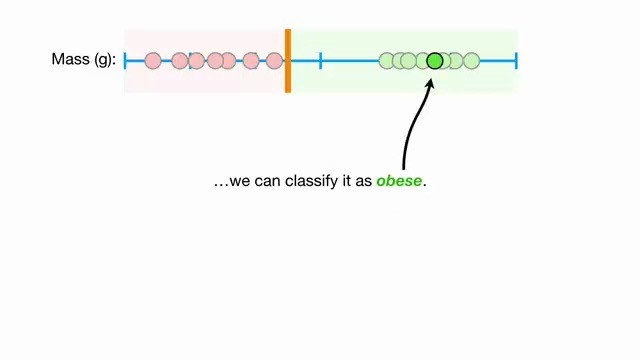 Mass (g):
…we can classify it as obese.